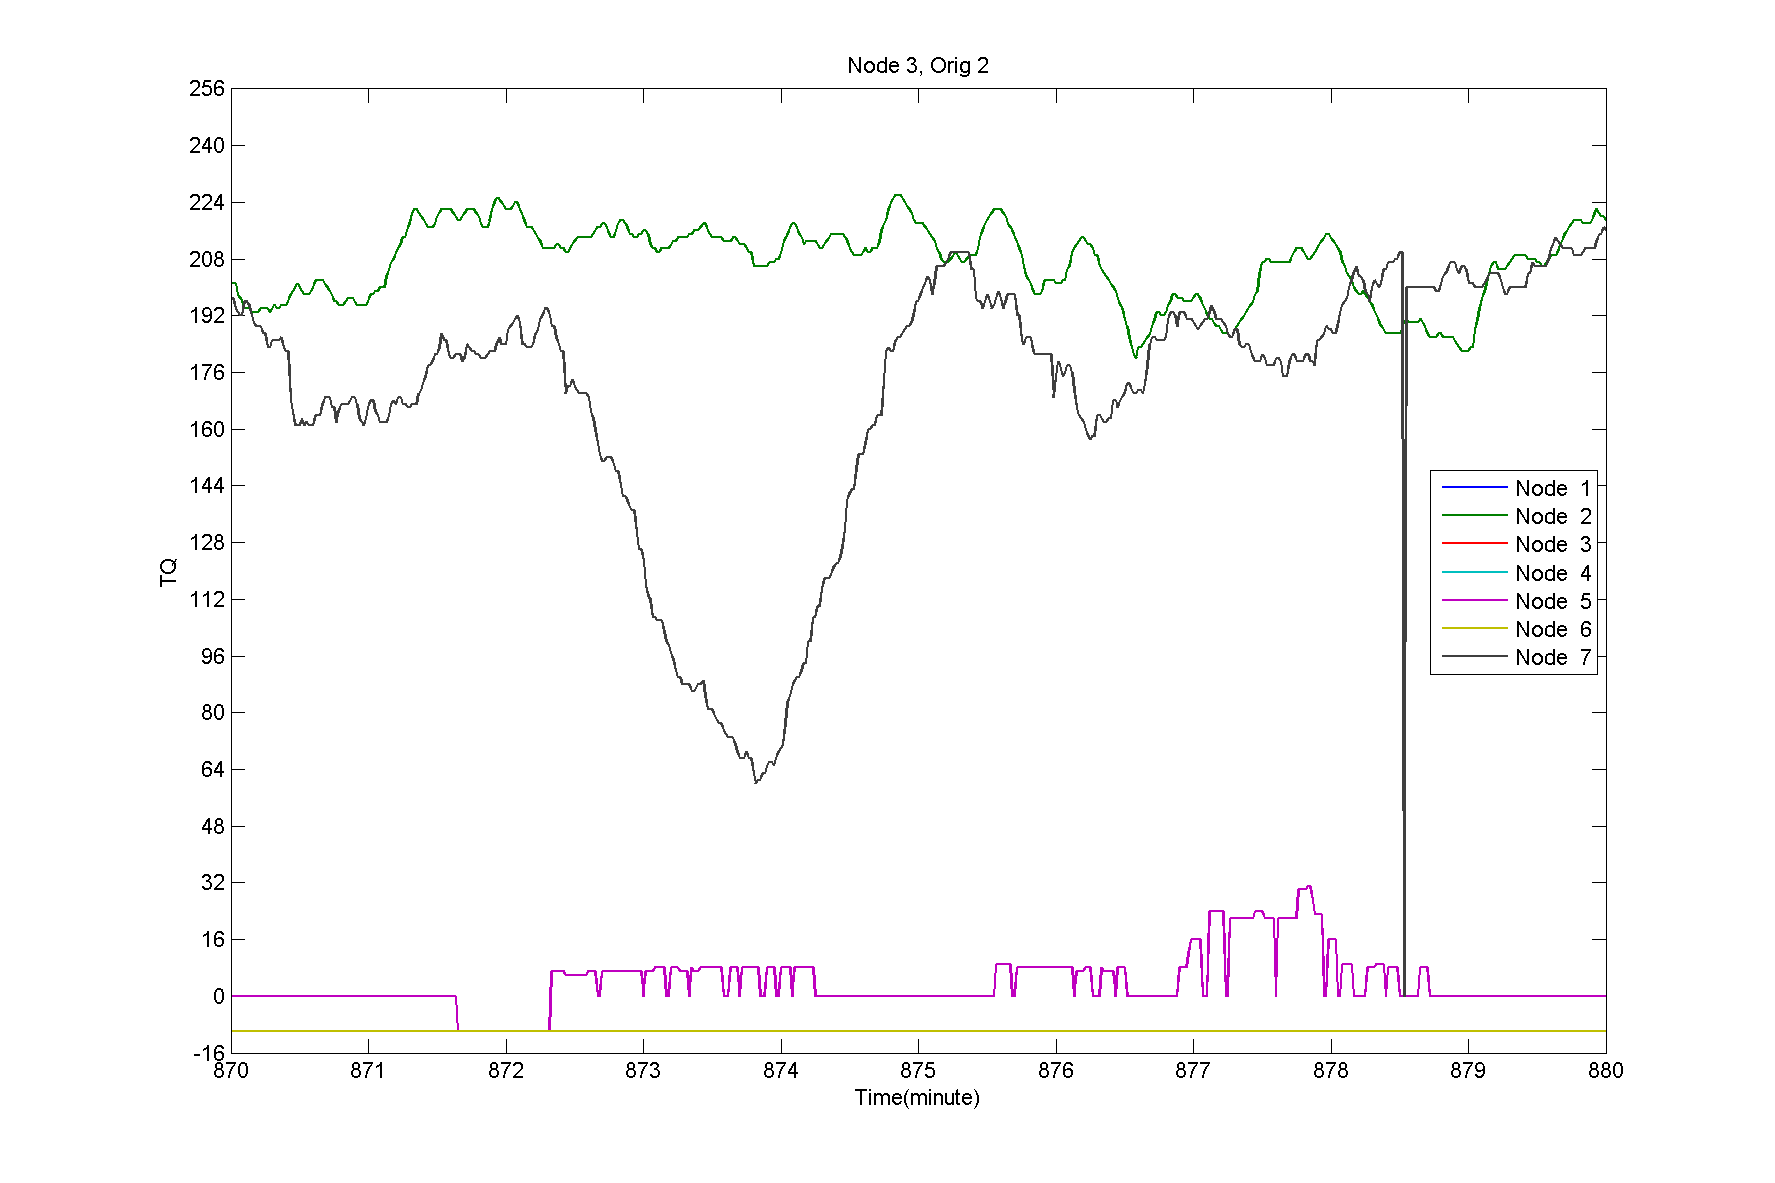 Node 3, Orig 2
256
240
224
208
192
176
160
144
128
112
96
80
64
48
32
16
0
-16
TQ
Node 1
Node 2
Node 3
Node 4
Node 5
Node 6
Node 7
870 871 872 873 874 875 876 877 878 879 880
Time(minute)